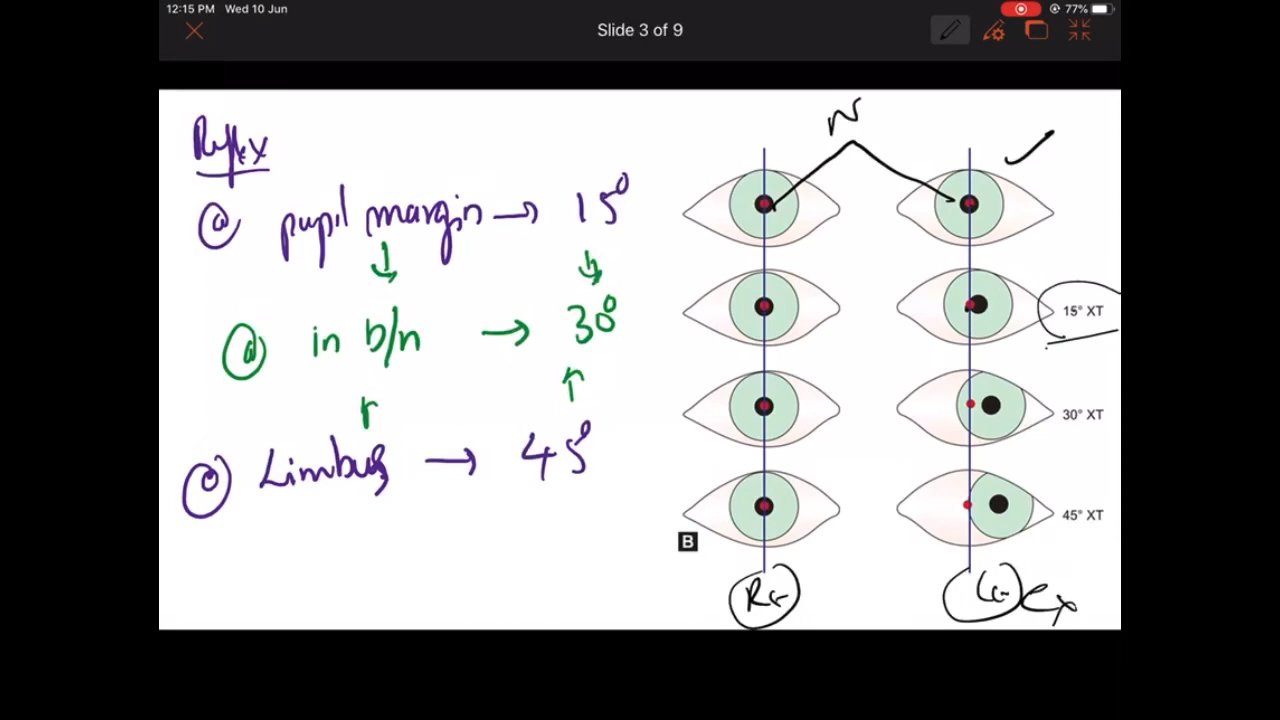 12:15 PM Wed 10 Jun
77%
Slide 3 of 9
Reflex
@ pupil margin → 15°
@ in b/n → 30°
@ Limbus → 45°
N
15° XT
30° XT
45° XT
B
Rt